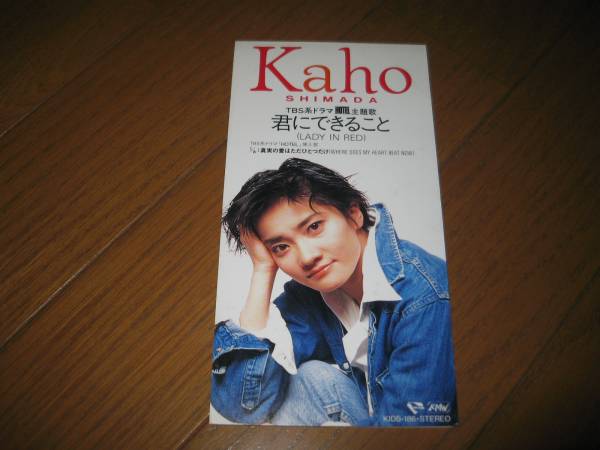 Kaho
SHIMADA
TBS系ドラマ HOTEL 主題歌
君にできること
(LADY IN RED)
TBS系ドラマ「HOTEL」挿入歌
C/W:真実の愛はただひとつだけ(WHERE DOES MY HEART BEAT NOW)
KIDS-186・STEREO